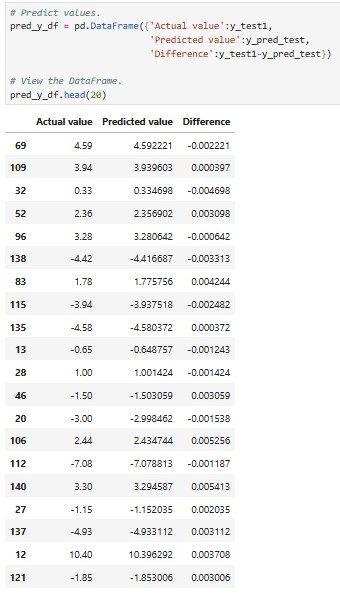 # Predict values.
pred_y_df = pd.DataFrame({'Actual value':y_test1,
'Predicted value':y_pred_test,
'Difference':y_test1-y_pred_test})
# View the DataFrame.
pred_y_df.head(20)
Actual value Predicted value Difference
69 4.59 4.592221 -0.002221
109 3.94 3.939603 0.000397
32 0.33 0.334698 -0.004698
52 2.36 2.356902 0.003098
96 3.28 3.280642 -0.000642
138 -4.42 -4.416687 -0.003313
83 1.78 1.775756 0.004244
115 -3.94 -3.937518 -0.002482
135 -4.58 -4.580372 0.000372
13 -0.65 -0.648757 -0.001243
28 1.00 1.001424 -0.001424
46 -1.50 -1.503059 0.003059
20 -3.00 -2.998462 -0.001538
106 2.44 2.434744 0.005256
112 -7.08 -7.078813 -0.001187
140 3.30 3.294587 0.005413
27 -1.15 -1.152035 0.002035
137 -4.93 -4.933112 0.003112
12 10.40 10.396292 0.003708
121 -1.85 -1.853006 0.003006